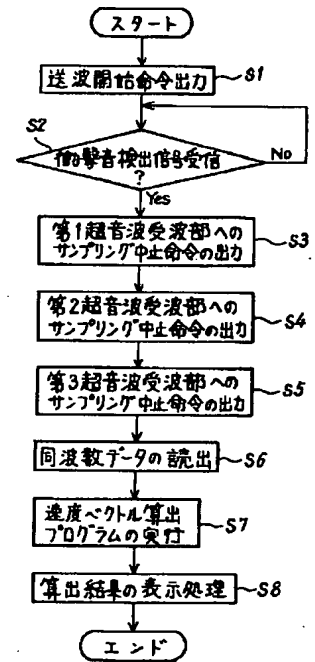 スタート
送波開始命令出力
S1
S2
衝撃音検出信号受信
?
No
Yes
第1超音波受波部への
サンプリング中止命令の出力
S3
第2超音波受波部への
サンプリング中止命令の出力
S4
第3超音波受波部への
サンプリング中止命令の出力
S5
周波数データの読出
S6
速度ベクトル算出
プログラムの実行
S7
算出結果の表示処理
S8
エンド